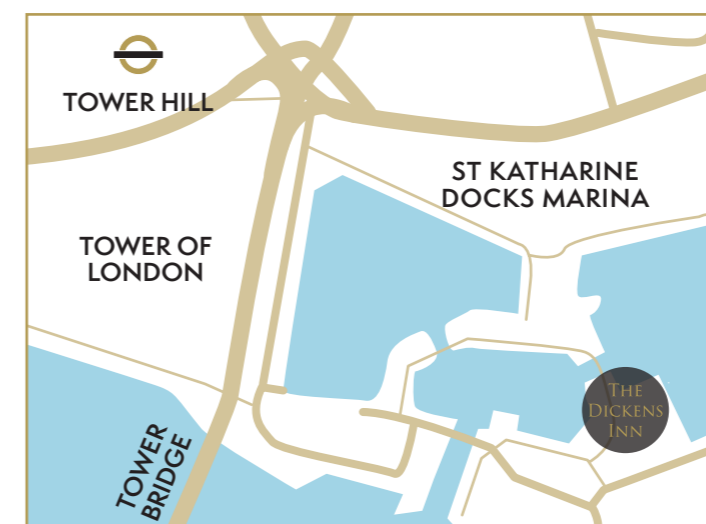 TOWER HILL
ST KATHARINE
DOCKS MARINA
TOWER OF
LONDON
THE
DICKENS
INN
TOWER
BRIDGE